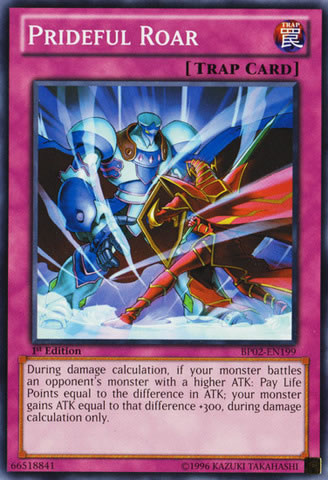 PRIDEFUL ROAR
TRAP
罠
[TRAP CARD]
1st Edition
BP02-EN199
During damage calculation, if your monster battles
an opponent's monster with a higher ATK: Pay Life
Points equal to the difference in ATK; your monster
gains ATK equal to that difference +300, during damage
calculation only.
66518841
©1996 KAZUKI TAKAHASHI